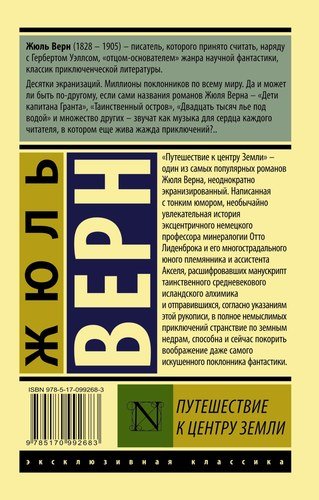 Жюль Верн (1828 – 1905) – писатель, которого принято считать, наряду
с Гербертом Уэллсом, «отцом-основателем» жанра научной фантастики,
классик приключенческой литературы.
Десятки экранизаций. Миллионы поклонников по всему миру. Да и может
ли быть по-другому, если сами названия романов Жюля Верна – «Дети
капитана Гранта», «Таинственный остров», «Двадцать тысяч лье под
водой» и множество других – звучат как музыка для сердца каждого
читателя, в котором еще жива жажда приключений?..
ЖЮЛЬ
ВЕРН
«Путешествие к центру Земли» –
один из самых популярных романов
Жюля Верна, неоднократно
экранизированный. Написанная
с тонким юмором, необычайно
увлекательная история
эксцентричного немецкого
профессора минералогии Отто
Лиденброка и его многострадального
юного племянника и ассистента
Акселя, расшифровавших манускрипт
таинственного средневекового
исландского алхимика
и отправившихся, согласно указаниям
этой рукописи, в полное немыслимых
приключений странствие по земным
недрам, способна и сейчас покорить
воображение даже самого
искушенного поклонника фантастики.
ISBN 978-5-17-099268-3
9 785170 992683
N
ПУТЕШЕСТВИЕ
К ЦЕНТРУ ЗЕМЛИ
эксклюзивная классика